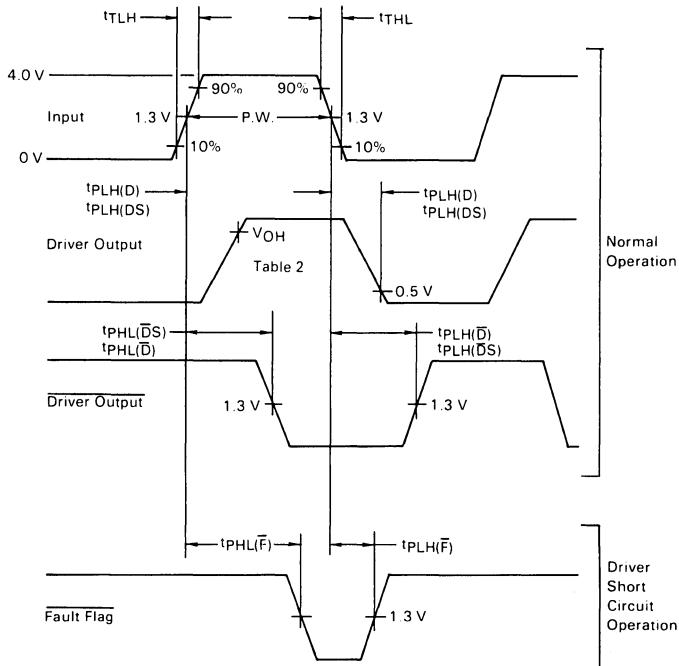 tTLH
tTHL
4.0 V
90%
90%
Input
1.3 V
P.W.
1.3 V
10%
10%
0 V
tPLH(D)
tPLH(DS)
tPLH(D)
tPLH(DS)
VOH
Driver Output
Table 2
0.5 V
Normal
Operation
tPHL(D̅S)
tPHL(D̅)
tPLH(D̅)
tPLH(D̅S)
Driver Output
1.3 V
1.3 V
tPHL(F̅)
tPLH(F̅)
Fault Flag
1.3 V
Driver
Short
Circuit
Operation